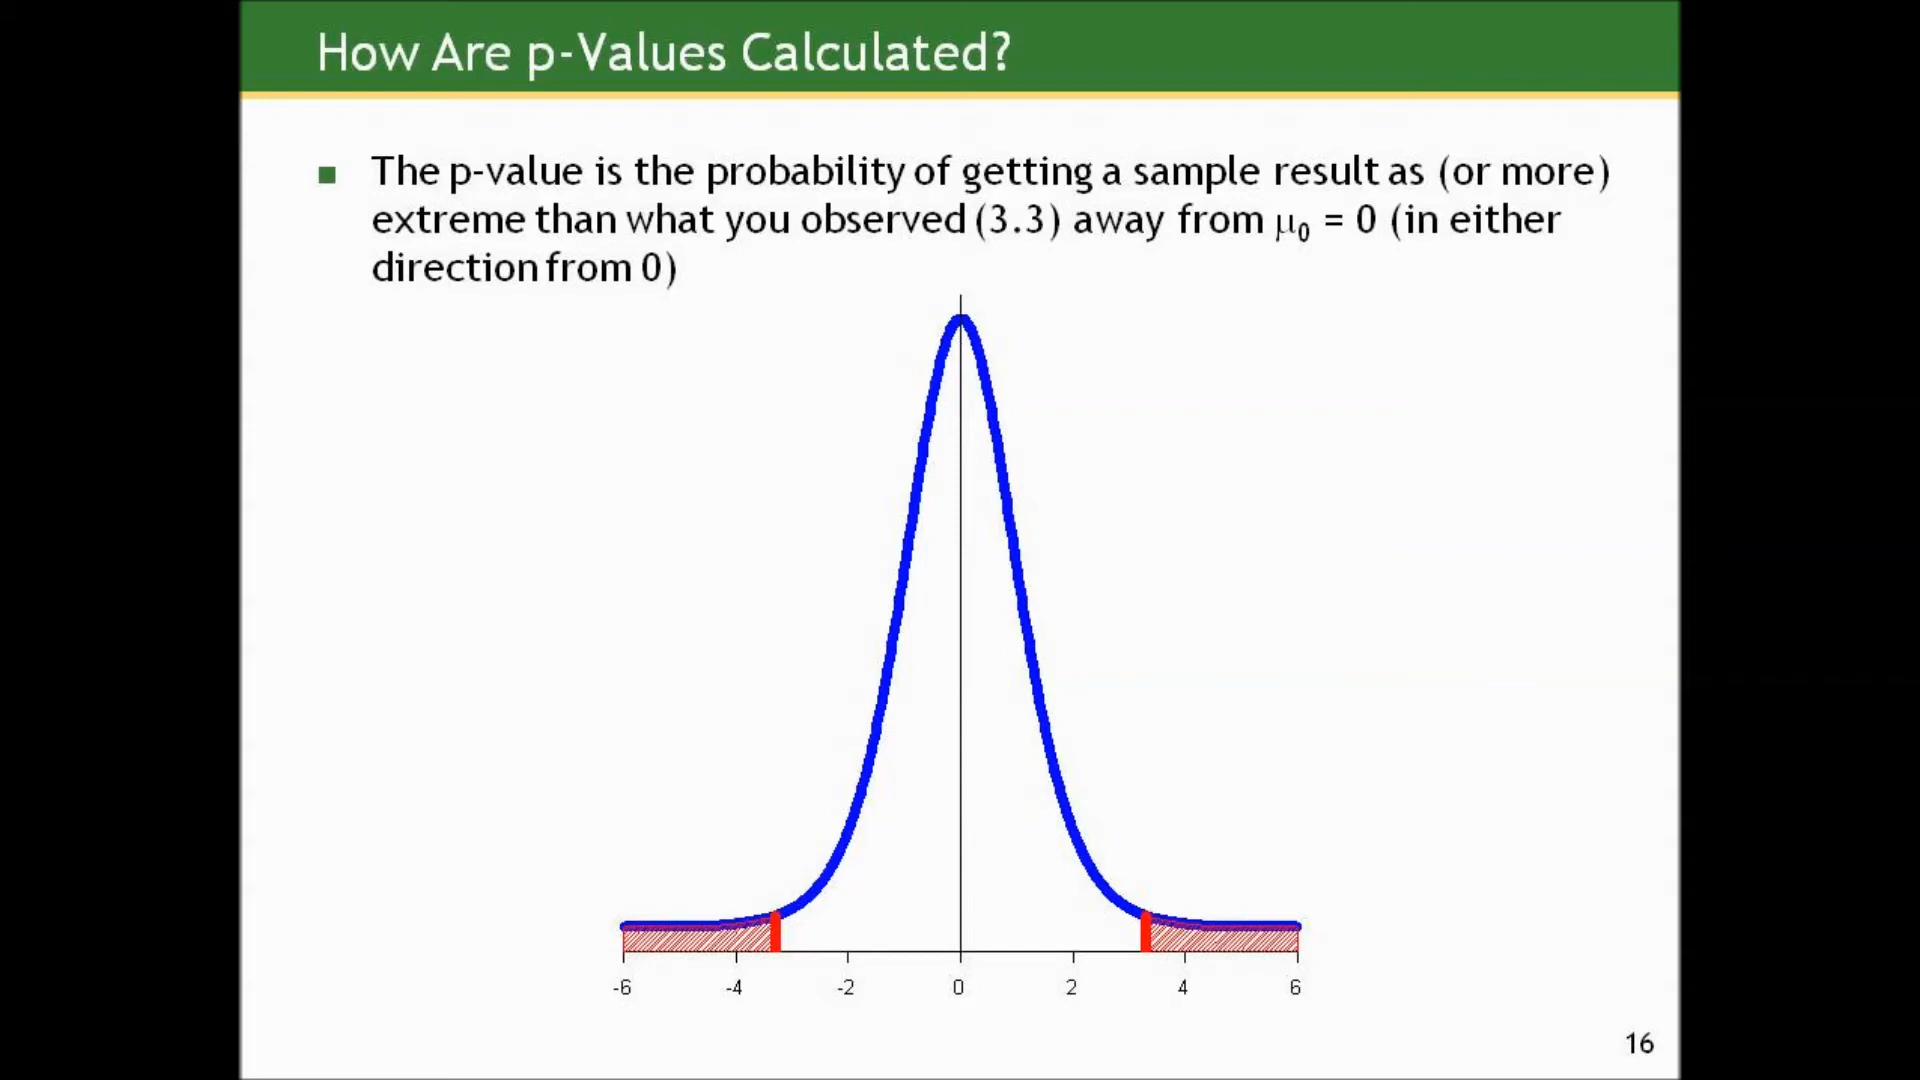 How Are p-Values Calculated?
■ The p-value is the probability of getting a sample result as (or more)
extreme than what you observed (3.3) away from μ₀ = 0 (in either
direction from 0)
-6 -4 -2 0 2 4 6
16